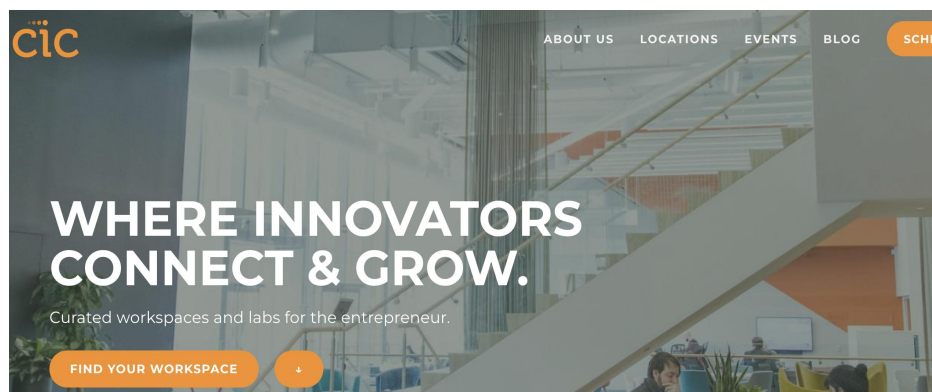 cic
ABOUT US LOCATIONS EVENTS BLOG SCH
WHERE INNOVATORS
CONNECT & GROW.
Curated workspaces and labs for the entrepreneur.
FIND YOUR WORKSPACE ↓